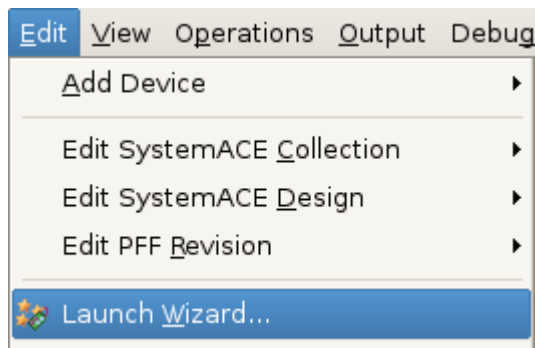 Edit View Operations Output Debug
Add Device
Edit SystemACE Collection
Edit SystemACE Design
Edit PFF Revision
Launch Wizard...